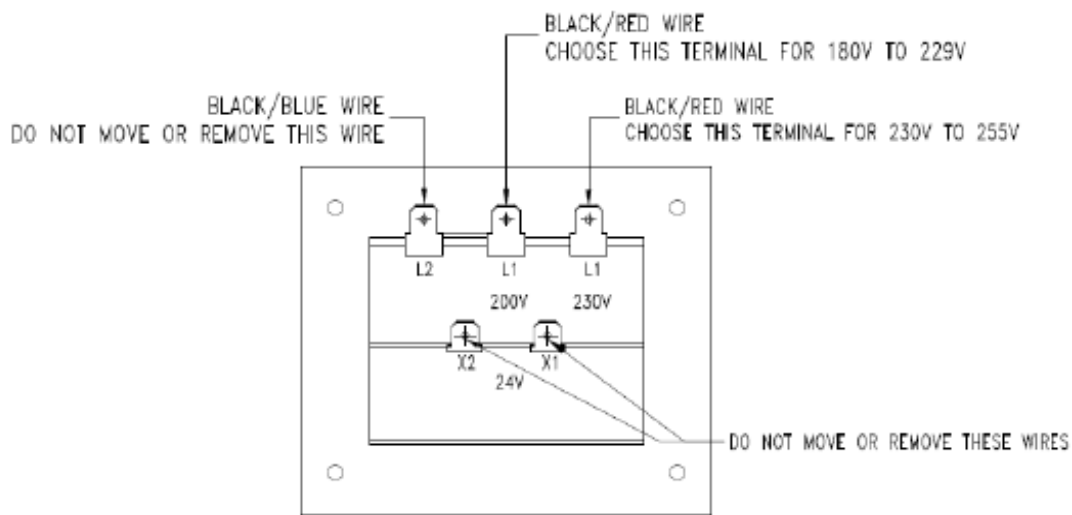 BLACK/RED WIRE
CHOOSE THIS TERMINAL FOR 180V TO 229V
BLACK/BLUE WIRE
DO NOT MOVE OR REMOVE THIS WIRE
BLACK/RED WIRE
CHOOSE THIS TERMINAL FOR 230V TO 255V
L2
L1
L1
200V
230V
X2
X1
24V
DO NOT MOVE OR REMOVE THESE WIRES